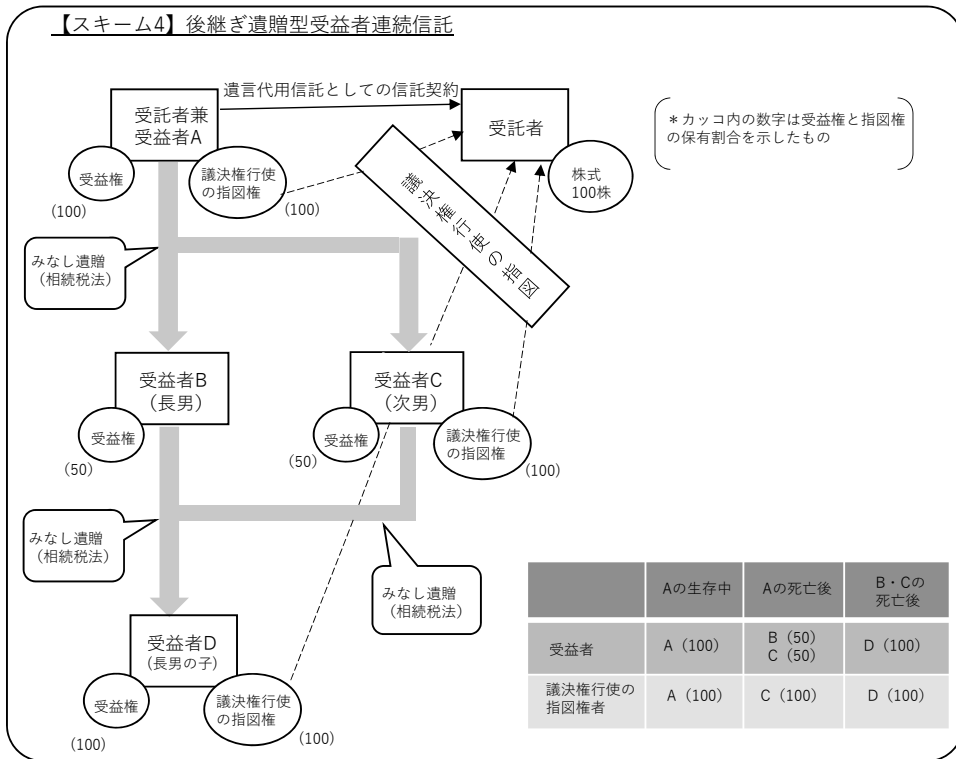 【スキーム4】後継ぎ遺贈型受益者連続信託
遺言代用信託としての信託契約
受託者兼
受益者A
受託者
＊カッコ内の数字は受益権と指図権
の保有割合を示したもの
受益権
(100)
議決権行使
の指図権
(100)
株式
100株
議決権行使の指図
みなし遺贈
（相続税法）
受益者B
（長男）
受益者C
（次男）
受益権
(50)
受益権
(50)
議決権行使
の指図権
(100)
みなし遺贈
（相続税法）
みなし遺贈
（相続税法）
受益者D
(長男の子)
受益権
(100)
議決権行使
の指図権
(100)
Aの生存中 Aの死亡後 B・Cの
死亡後
受益者 A（100） B（50）
C（50） D（100）
議決権行使の
指図権者 A（100） C（100） D（100）